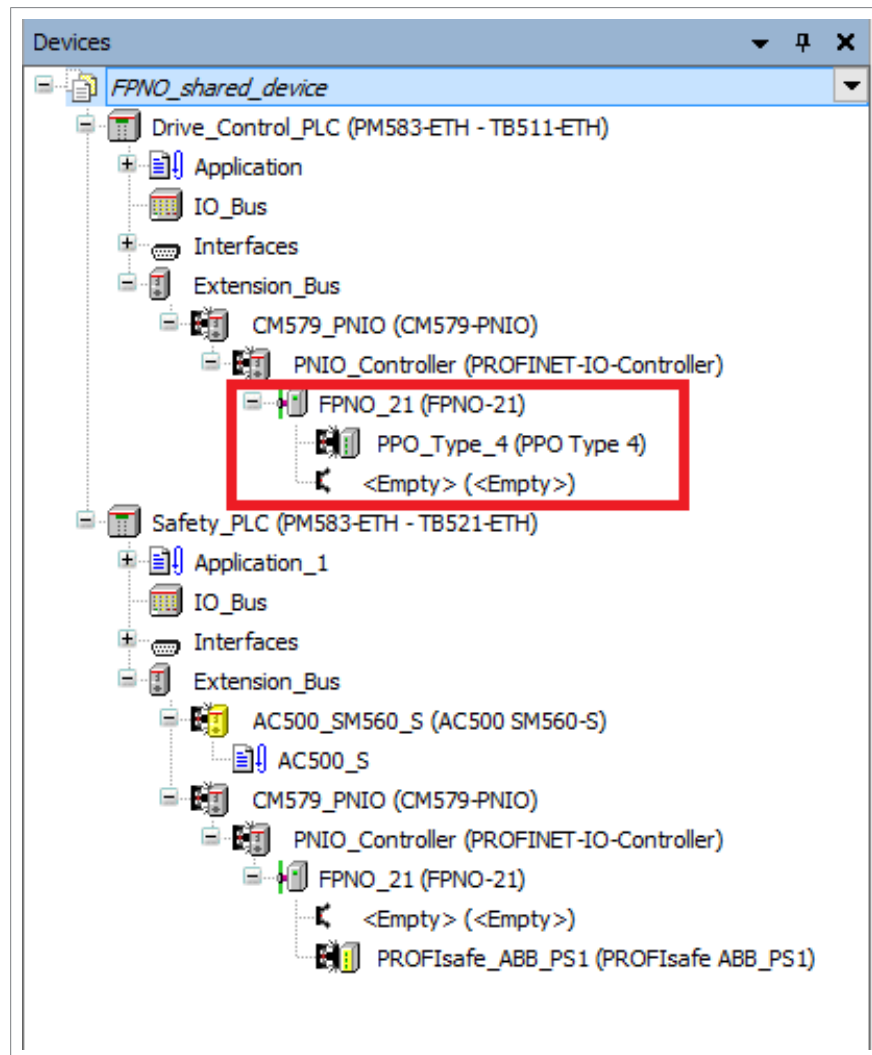 Devices
FPNO_shared_device
Drive_Control_PLC (PM583-ETH - TB511-ETH)
Application
IO_Bus
Interfaces
Extension_Bus
CM579_PNIO (CM579-PNIO)
PNIO_Controller (PROFINET-IO-Controller)
FPNO_21 (FPNO-21)
PPO_Type_4 (PPO Type 4)
<Empty> (<Empty>)
Safety_PLC (PM583-ETH - TB521-ETH)
Application_1
IO_Bus
Interfaces
Extension_Bus
AC500_SM560_S (AC500 SM560-S)
AC500_S
CM579_PNIO (CM579-PNIO)
PNIO_Controller (PROFINET-IO-Controller)
FPNO_21 (FPNO-21)
<Empty> (<Empty>)
PROFIsafe_ABB_PS1 (PROFIsafe ABB_PS1)